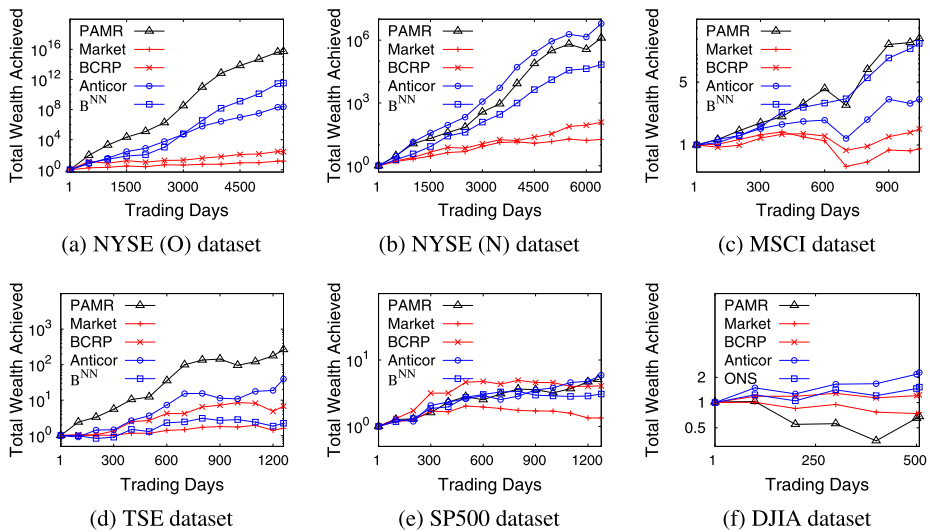 Total Wealth Achieved
10^16
10^12
10^8
10^4
10^0
PAMR
Market
BCRP
Anticor
B^NN
1 1500 3000 4500
Trading Days
(a) NYSE (O) dataset
Total Wealth Achieved
10^6
10^3
10^0
PAMR
Market
BCRP
Anticor
B^NN
1 1200 2400 3600 5000 6400
Trading Days
(b) NYSE (N) dataset
Total Wealth Achieved
5
1
PAMR
Market
BCRP
Anticor
B^NN
1 300 600 900
Trading Days
(c) MSCI dataset
Total Wealth Achieved
10^3
10^2
10^1
10^0
PAMR
Market
BCRP
Anticor
B^NN
1 300 600 900 1200
Trading Days
(d) TSE dataset
Total Wealth Achieved
10^1
10^0
PAMR
Market
BCRP
Anticor
B^NN
1 300 600 900 1200
Trading Days
(e) SP500 dataset
Total Wealth Achieved
2
1
0.5
PAMR
Market
BCRP
Anticor
ONS
1 250 500
Trading Days
(f) DJIA dataset